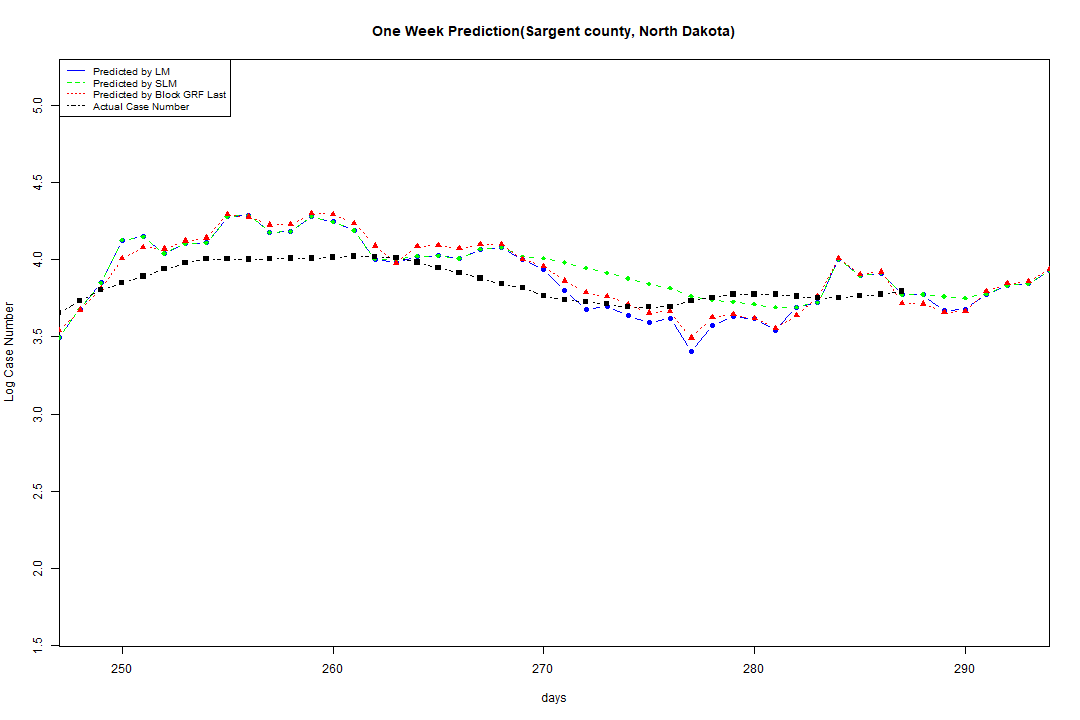 One Week Prediction(Sargent county, North Dakota)
Predicted by LM
Predicted by SLM
Predicted by Block GRF Last
Actual Case Number
5.0
4.5
4.0
3.5
3.0
2.5
2.0
1.5
Log Case Number
250
260
270
280
290
days